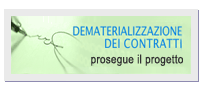 DEMATERIALIZZAZIONE
DEI CONTRATTI
prosegue il progetto